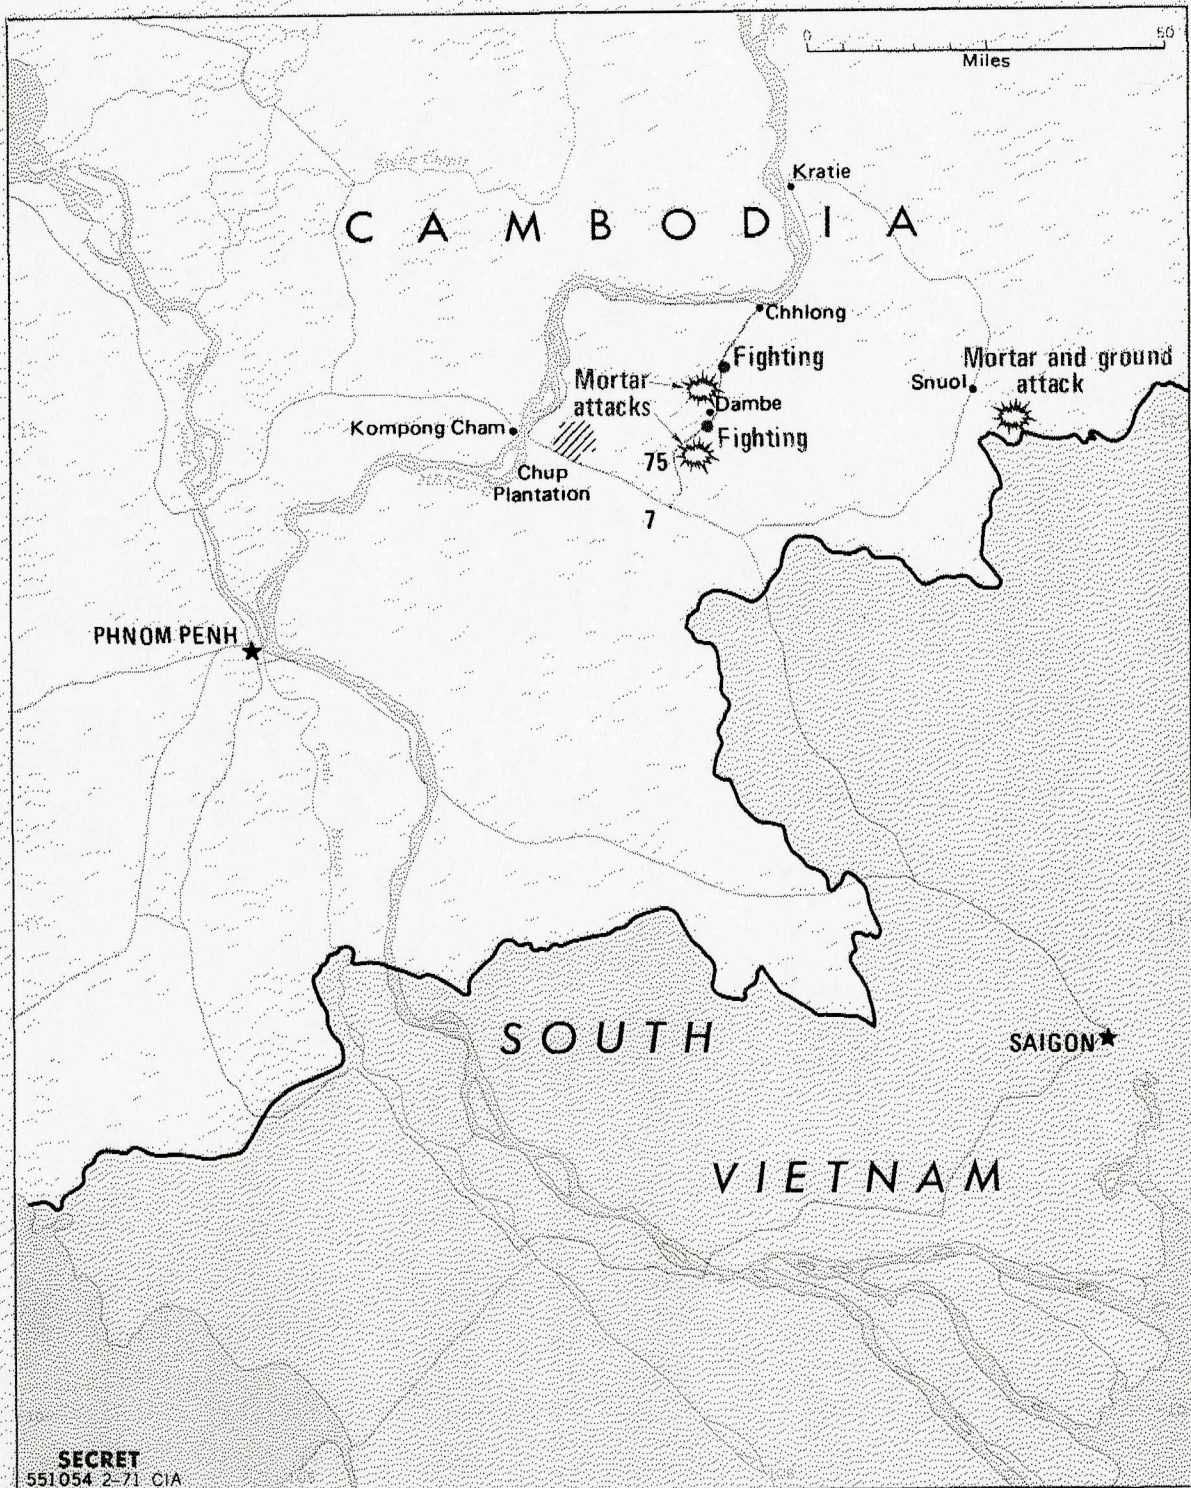 0 50
Miles
Kratie
CAMBODIA
Chhlong
Fighting
Mortar and ground
attack
Mortar
attacks
Snuol
Dambe
Kompong Cham
Fighting
75
Chup
Plantation
7
PHNOM PENH
SOUTH
SAIGON
VIETNAM
SECRET
551054 2-71 CIA